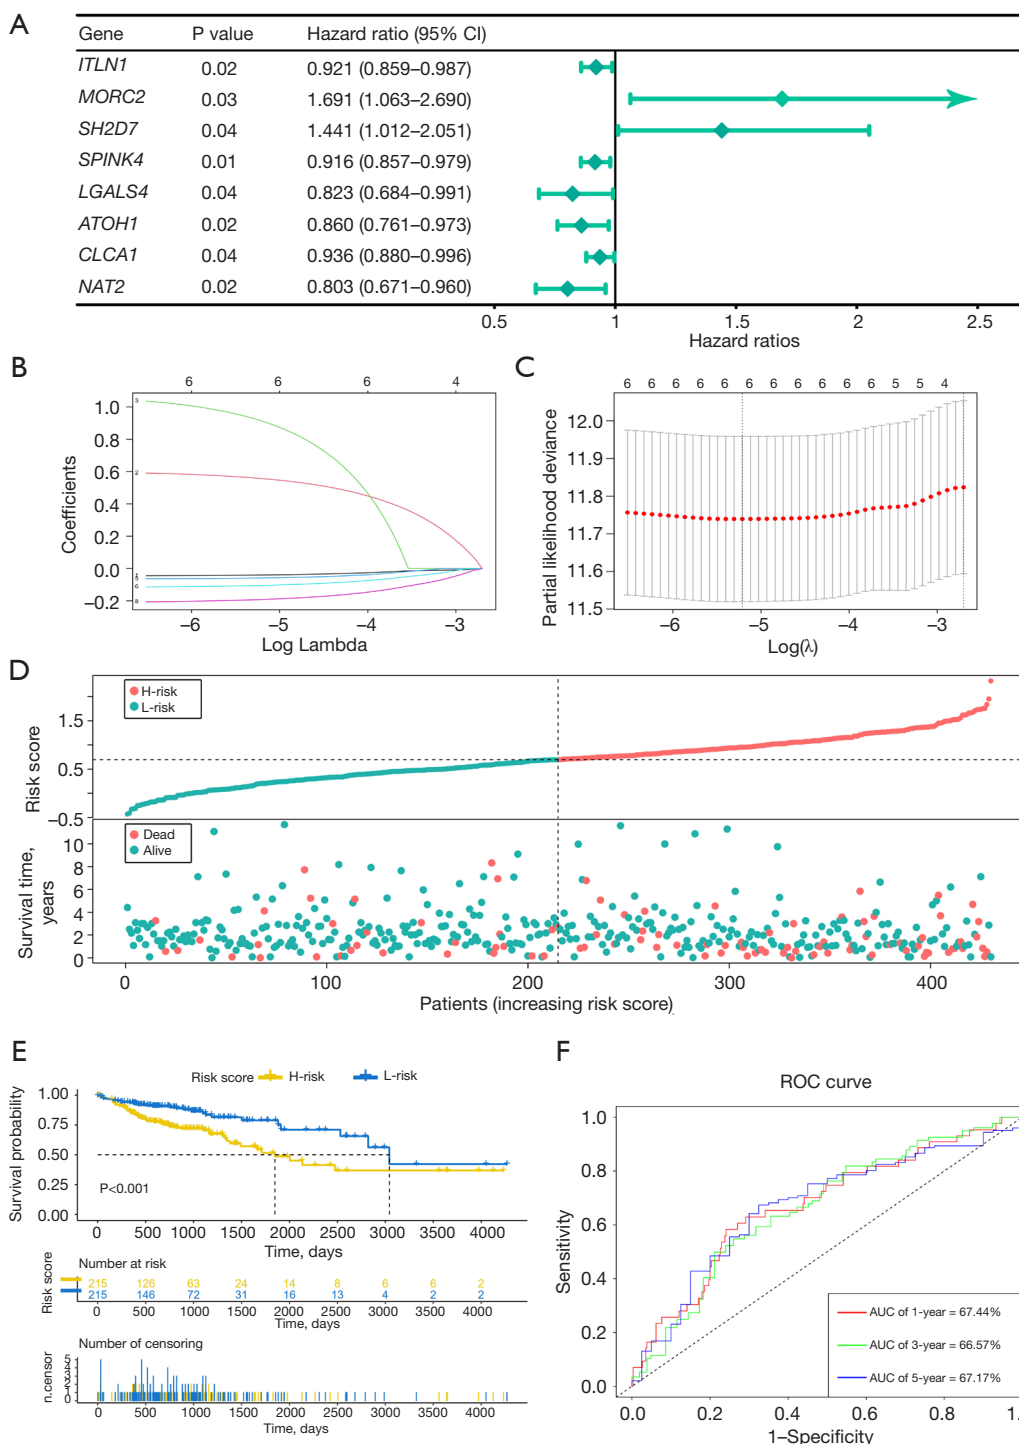 A
Gene P value Hazard ratio (95% CI)
ITLN1 0.02 0.921 (0.859–0.987)
MORC2 0.03 1.691 (1.063–2.690)
SH2D7 0.04 1.441 (1.012–2.051)
SPINK4 0.01 0.916 (0.857–0.979)
LGALS4 0.04 0.823 (0.684–0.991)
ATOH1 0.02 0.860 (0.761–0.973)
CLCA1 0.04 0.936 (0.880–0.996)
NAT2 0.02 0.803 (0.671–0.960)
0.5 1 1.5 2 2.5
Hazard ratios
B
6 6 6 4
Coefficients
1.0
0.8
0.6
0.4
0.2
0.0
−0.2
3
2
6
8
−6 −5 −4 −3
Log Lambda
C
6 6 6 6 6 6 6 6 6 6 6 5 5 4
Partial likelihood deviance
12.0
11.8
11.7
11.6
11.5
−6 −5 −4 −3
Log(λ)
D
H-risk
L-risk
Risk score
1.5
0.5
−0.5
Dead
Alive
Survival time, years
10
8
6
4
2
0
0 100 200 300 400
Patients (increasing risk score)
E
Risk score H-risk L-risk
Survival probability
1.00
0.75
0.50
0.25
0.00
P<0.001
0 500 1000 1500 2000 2500 3000 3500 4000
Time, days
Number at risk
Risk score
215 126 63 24 14 8 6 6 2
215 146 72 31 16 13 4 2 2
0 500 1000 1500 2000 2500 3000 3500 4000
Time, days
Number of censoring
n.censor
5
4
3
2
1
0
0 500 1000 1500 2000 2500 3000 3500 4000
Time, days
F
ROC curve
Sensitivity
1.0
0.8
0.6
0.4
0.2
0.0
AUC of 1-year = 67.44%
AUC of 3-year = 66.57%
AUC of 5-year = 67.17%
0.0 0.2 0.4 0.6 0.8 1.
1−Specificity